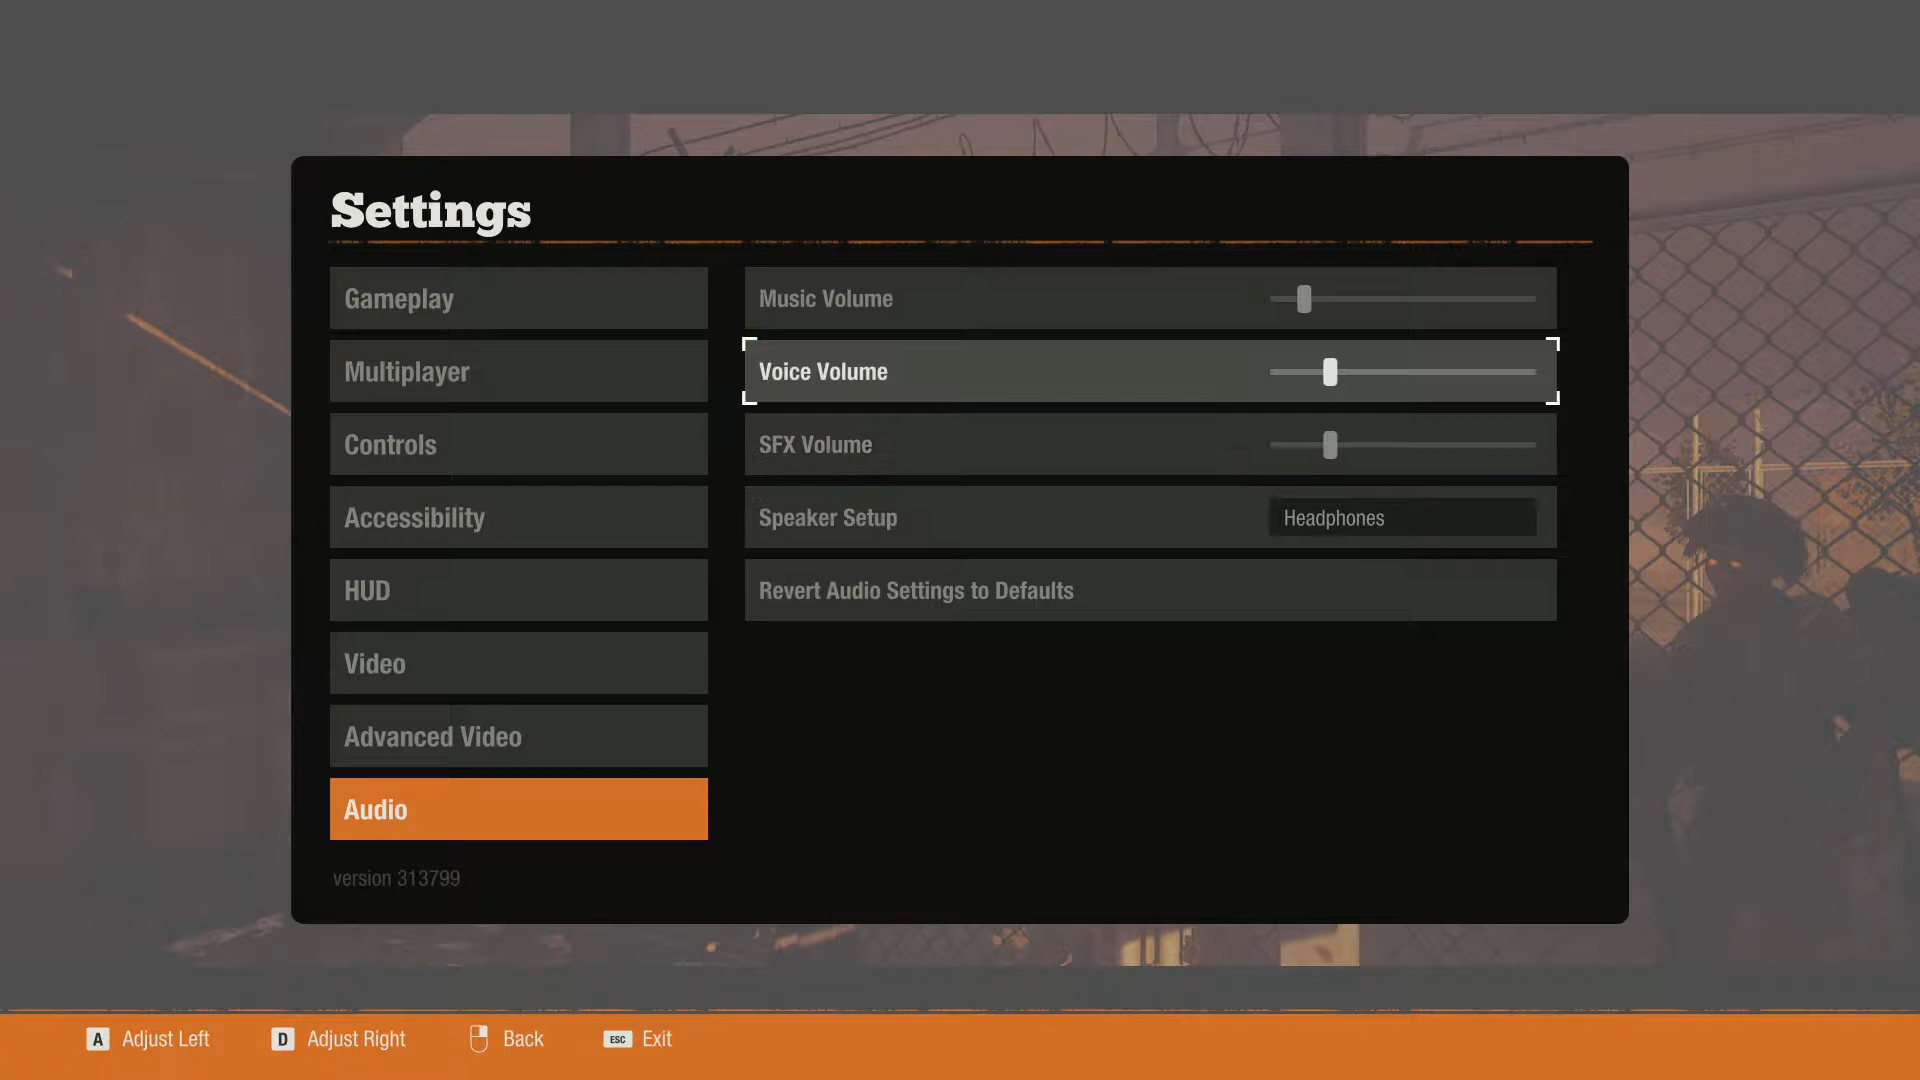 Settings
Gameplay
Multiplayer
Controls
Accessibility
HUD
Video
Advanced Video
Audio
Music Volume
Voice Volume
SFX Volume
Speaker Setup Headphones
Revert Audio Settings to Defaults
version 313799
A Adjust Left D Adjust Right Back ESC Exit